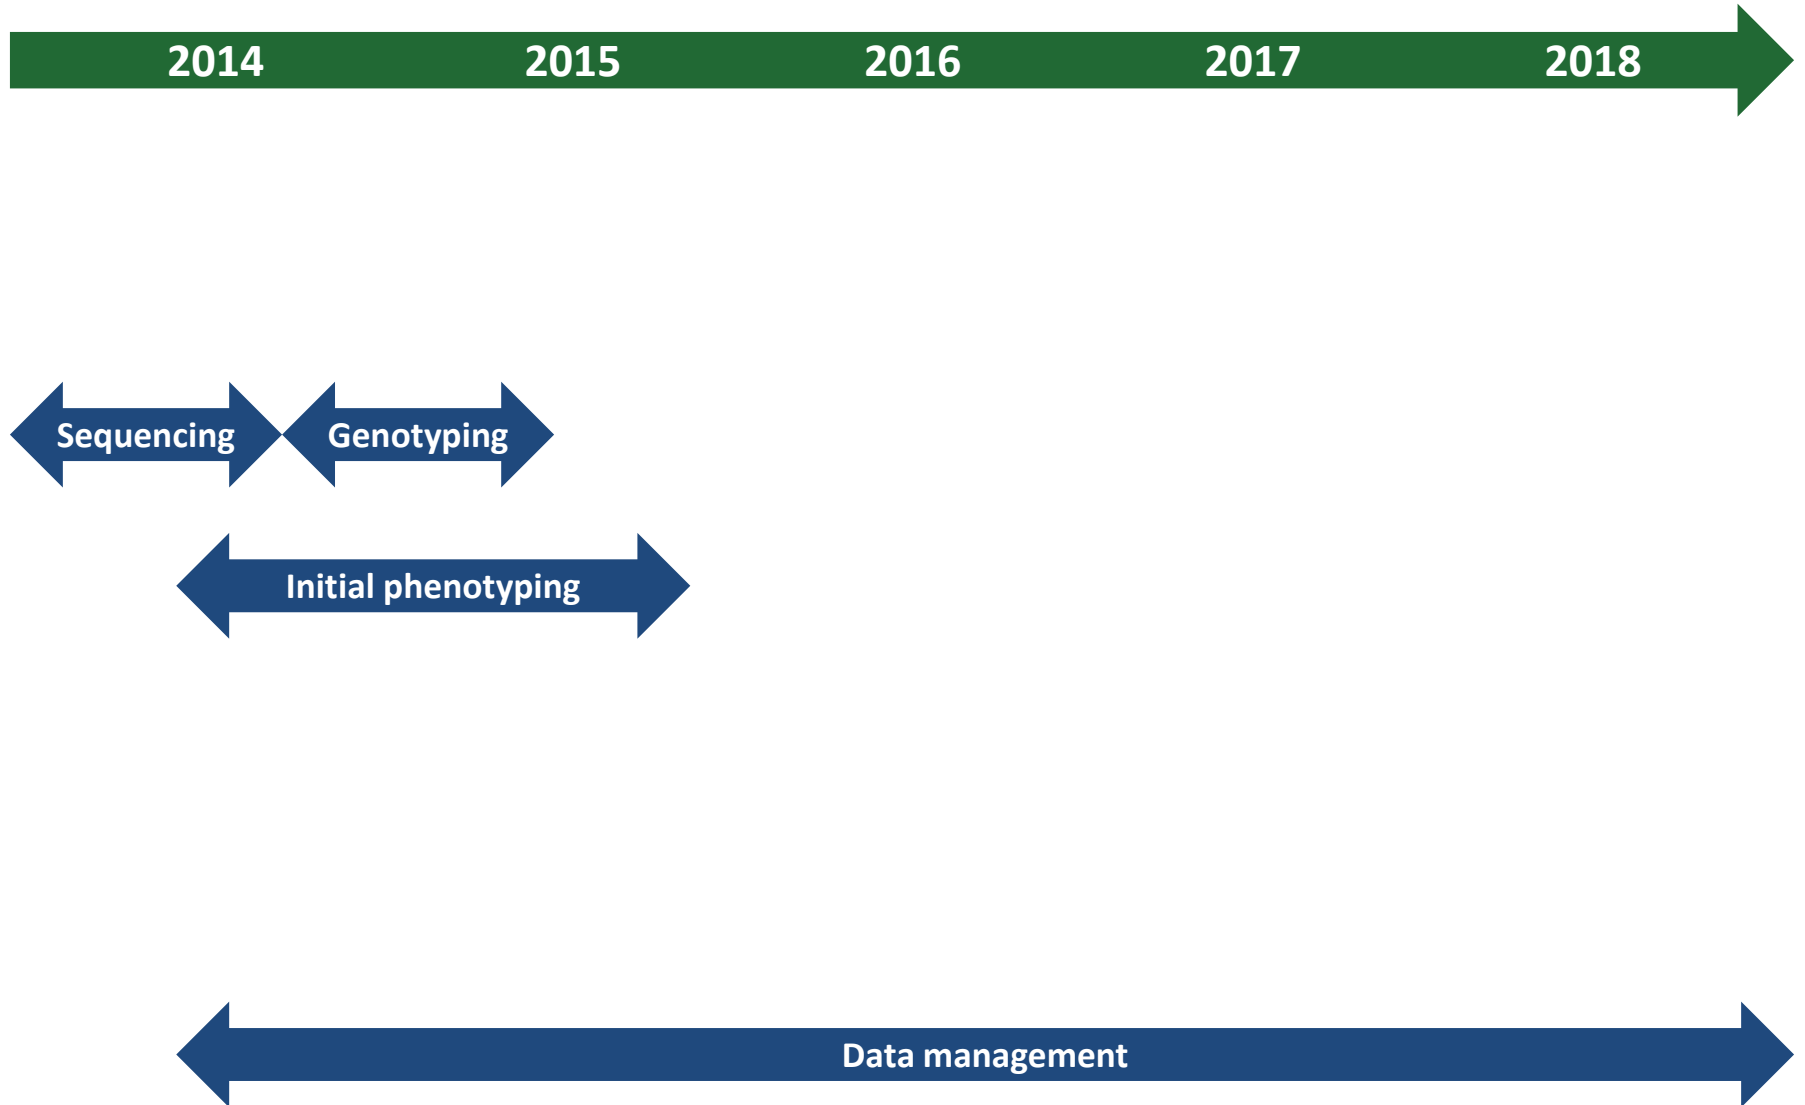 2014 2015 2016 2017 2018
Sequencing Genotyping
Initial phenotyping
Data management